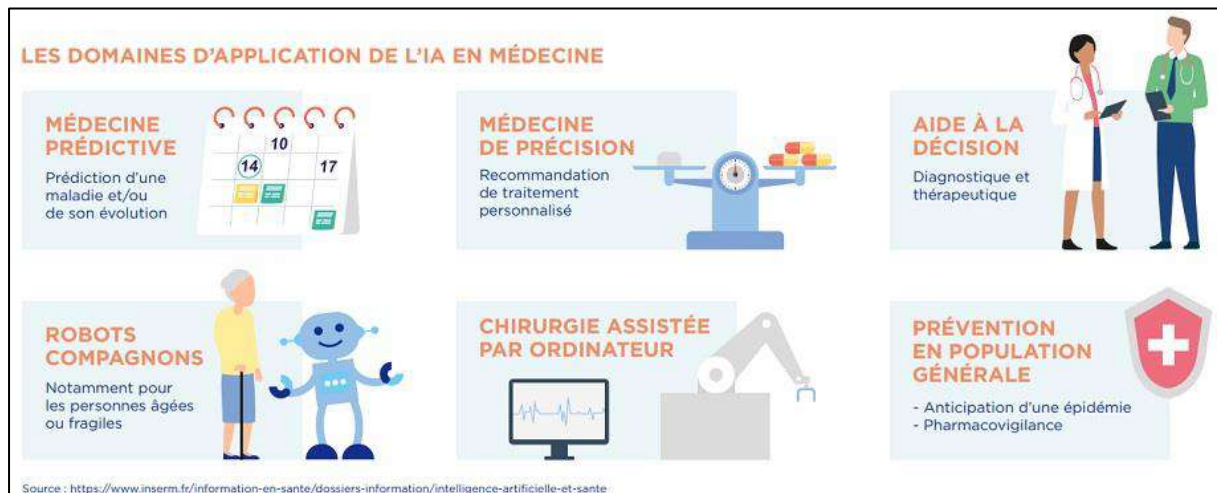 LES DOMAINES D'APPLICATION DE L'IA EN MÉDECINE
MÉDECINE
PRÉDICTIVE
Prédiction d'une
maladie et/ou
de son évolution
10
14
17
MÉDECINE
DE PRÉCISION
Recommandation
de traitement
personnalisé
AIDE À LA
DÉCISION
Diagnostique et
thérapeutique
ROBOTS
COMPAGNONS
Notamment pour
les personnes âgées
ou fragiles
CHIRURGIE ASSISTÉE
PAR ORDINATEUR
PRÉVENTION
EN POPULATION
GÉNÉRALE
- Anticipation d'une épidémie
- Pharmacovigilance
Source : https://www.inserm.fr/information-en-sante/dossiers-information/intelligence-artificielle-et-sante